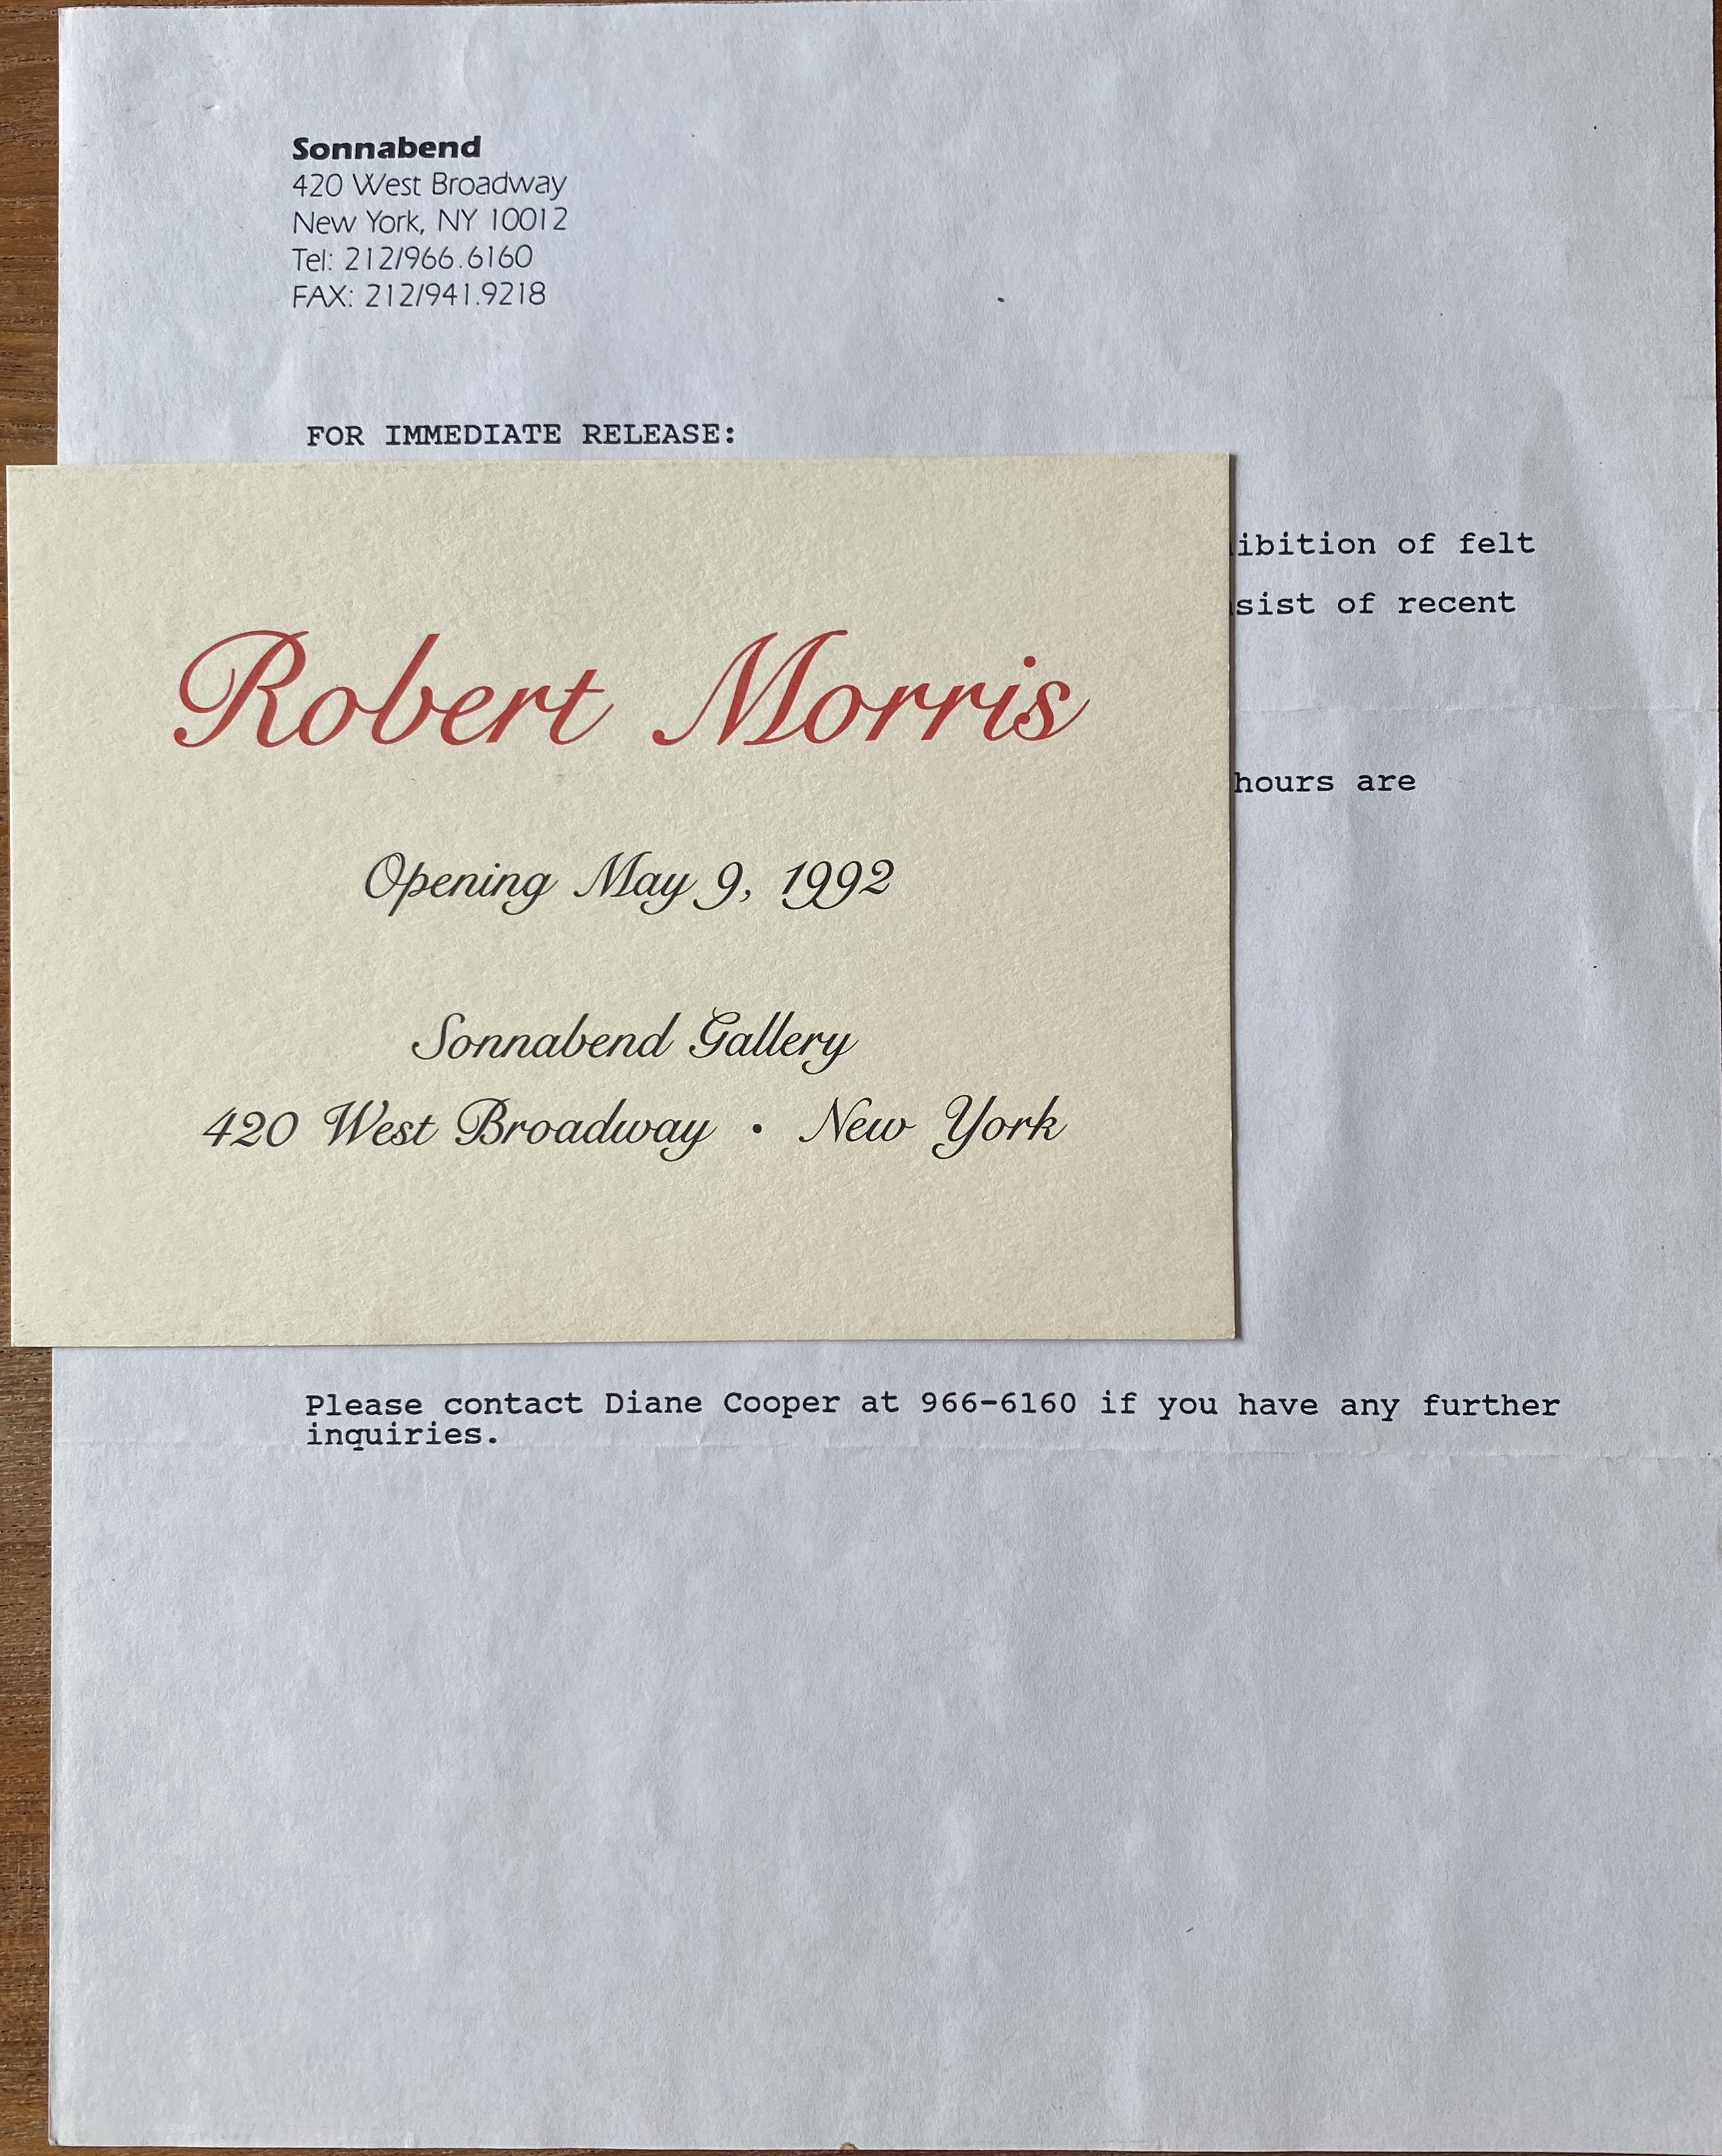 Sonnabend
420 West Broadway
New York, NY 10012
Tel: 212/966.6160
FAX: 212/941.9218
FOR IMMEDIATE RELEASE:
ibition of felt
sist of recent
hours are
Robert Morris
Opening May 9, 1992
Sonnabend Gallery
420 West Broadway • New York
Please contact Diane Cooper at 966-6160 if you have any further
inquiries.